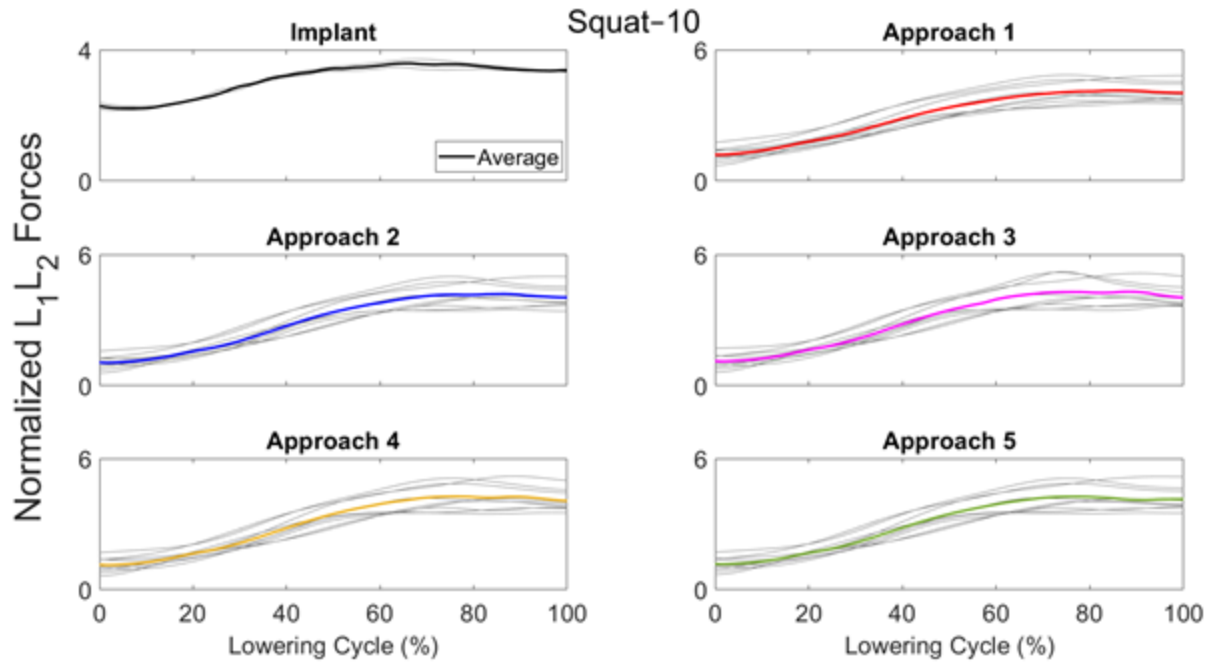 Squat-10
Implant
Approach 1
4
0
Average
6
0
Approach 2
Approach 3
6
0
6
0
Approach 4
Approach 5
6
0
6
0
0 20 40 60 80 100
0 20 40 60 80 100
Lowering Cycle (%)
Lowering Cycle (%)
Normalized L₁L₂ Forces